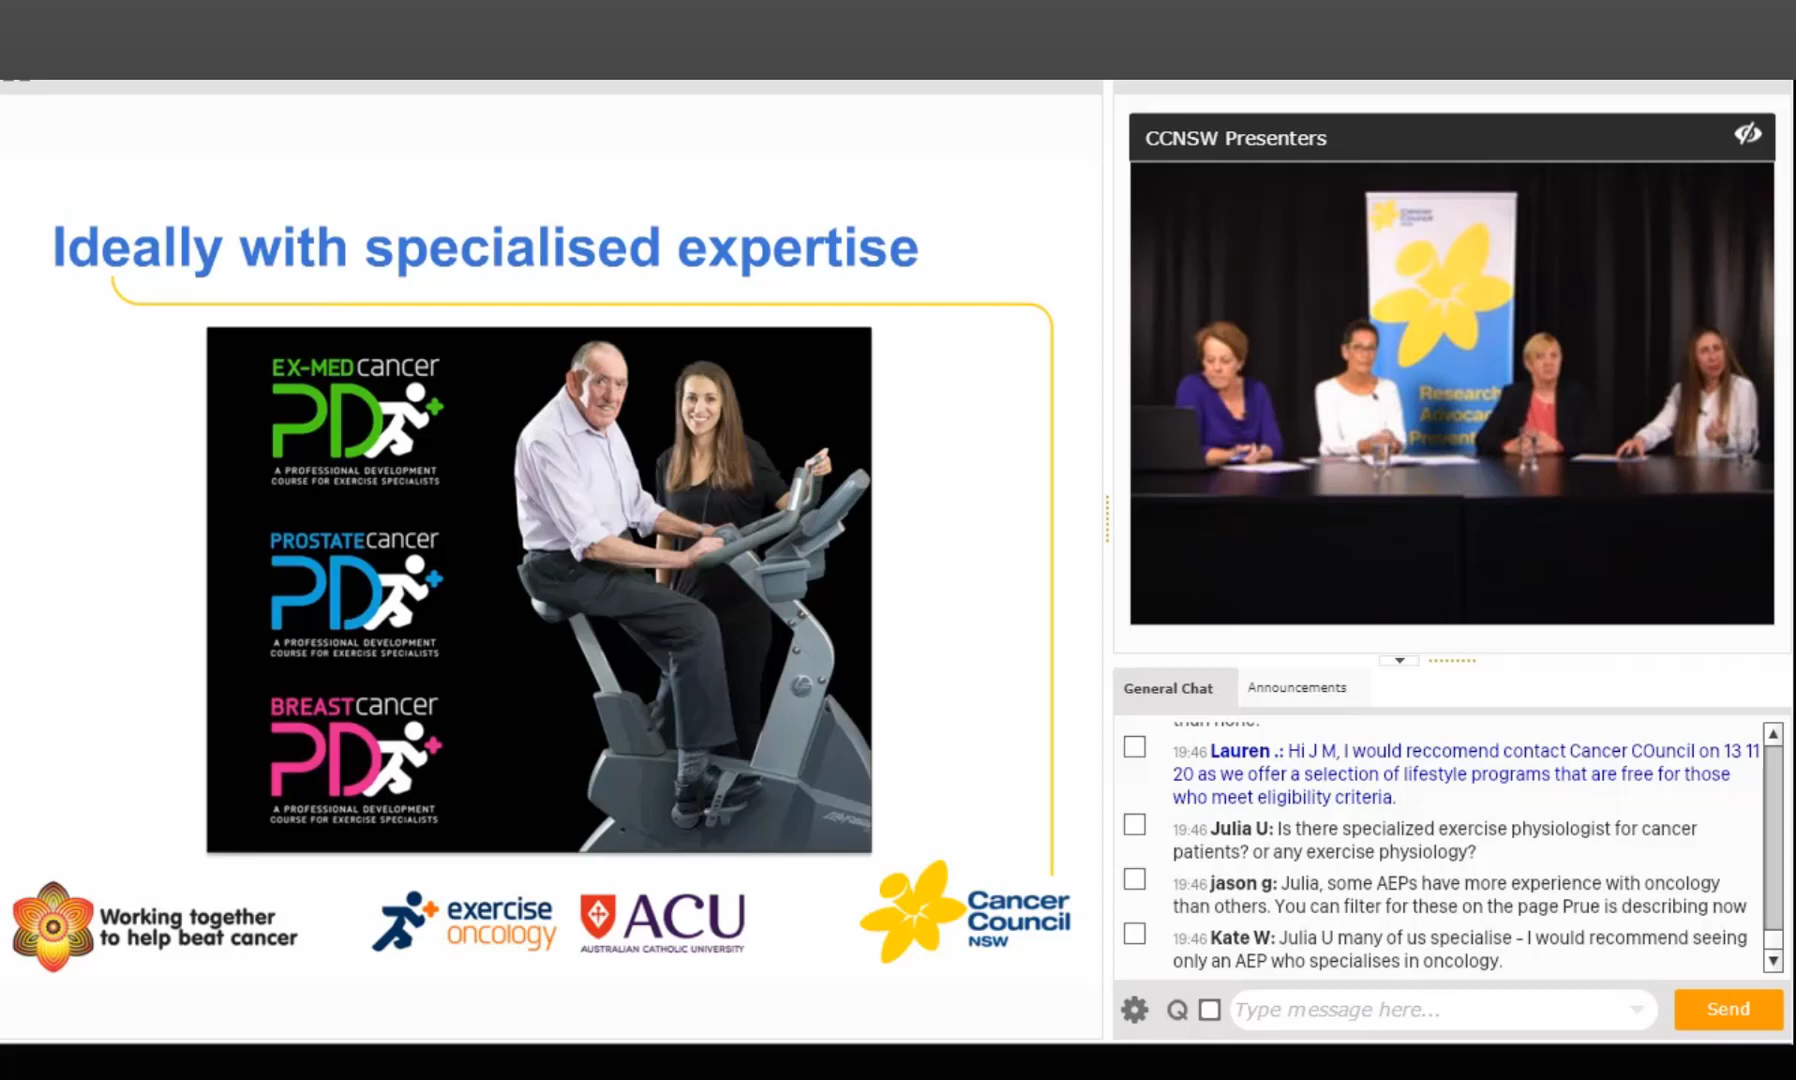 Ideally with specialised expertise
EX-MED cancer
PD
A PROFESSIONAL DEVELOPMENT
COURSE FOR EXERCISE SPECIALISTS
PROSTATE cancer
PD
A PROFESSIONAL DEVELOPMENT
COURSE FOR EXERCISE SPECIALISTS
BREAST cancer
PD
A PROFESSIONAL DEVELOPMENT
COURSE FOR EXERCISE SPECIALISTS
Working together
to help beat cancer
exercise
oncology
ACU
AUSTRALIAN CATHOLIC UNIVERSITY
Cancer
Council
NSW
CCNSW Presenters
Cancer
Council
Research
Advocac
Prevent
General Chat
Announcements
than none.
19:46 Lauren .: Hi J M, I would reccomend contact Cancer COuncil on 13 11
20 as we offer a selection of lifestyle programs that are free for those
who meet eligibility criteria.
19:46 Julia U: Is there specialized exercise physiologist for cancer
patients? or any exercise physiology?
19:46 jason g: Julia, some AEPs have more experience with oncology
than others. You can filter for these on the page Prue is describing now
19:46 Kate W: Julia U many of us specialise - I would recommend seeing
only an AEP who specialises in oncology.
Q
Type message here...
Send